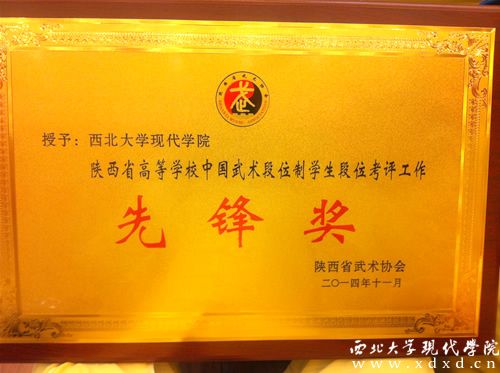 授予：西北大学现代学院
陕西省高等学校中国武术段位制学生段位考评工作
先锋奖
陕西省武术协会
二〇一四年十一月
西北大学现代学院
www.xdxd.cn